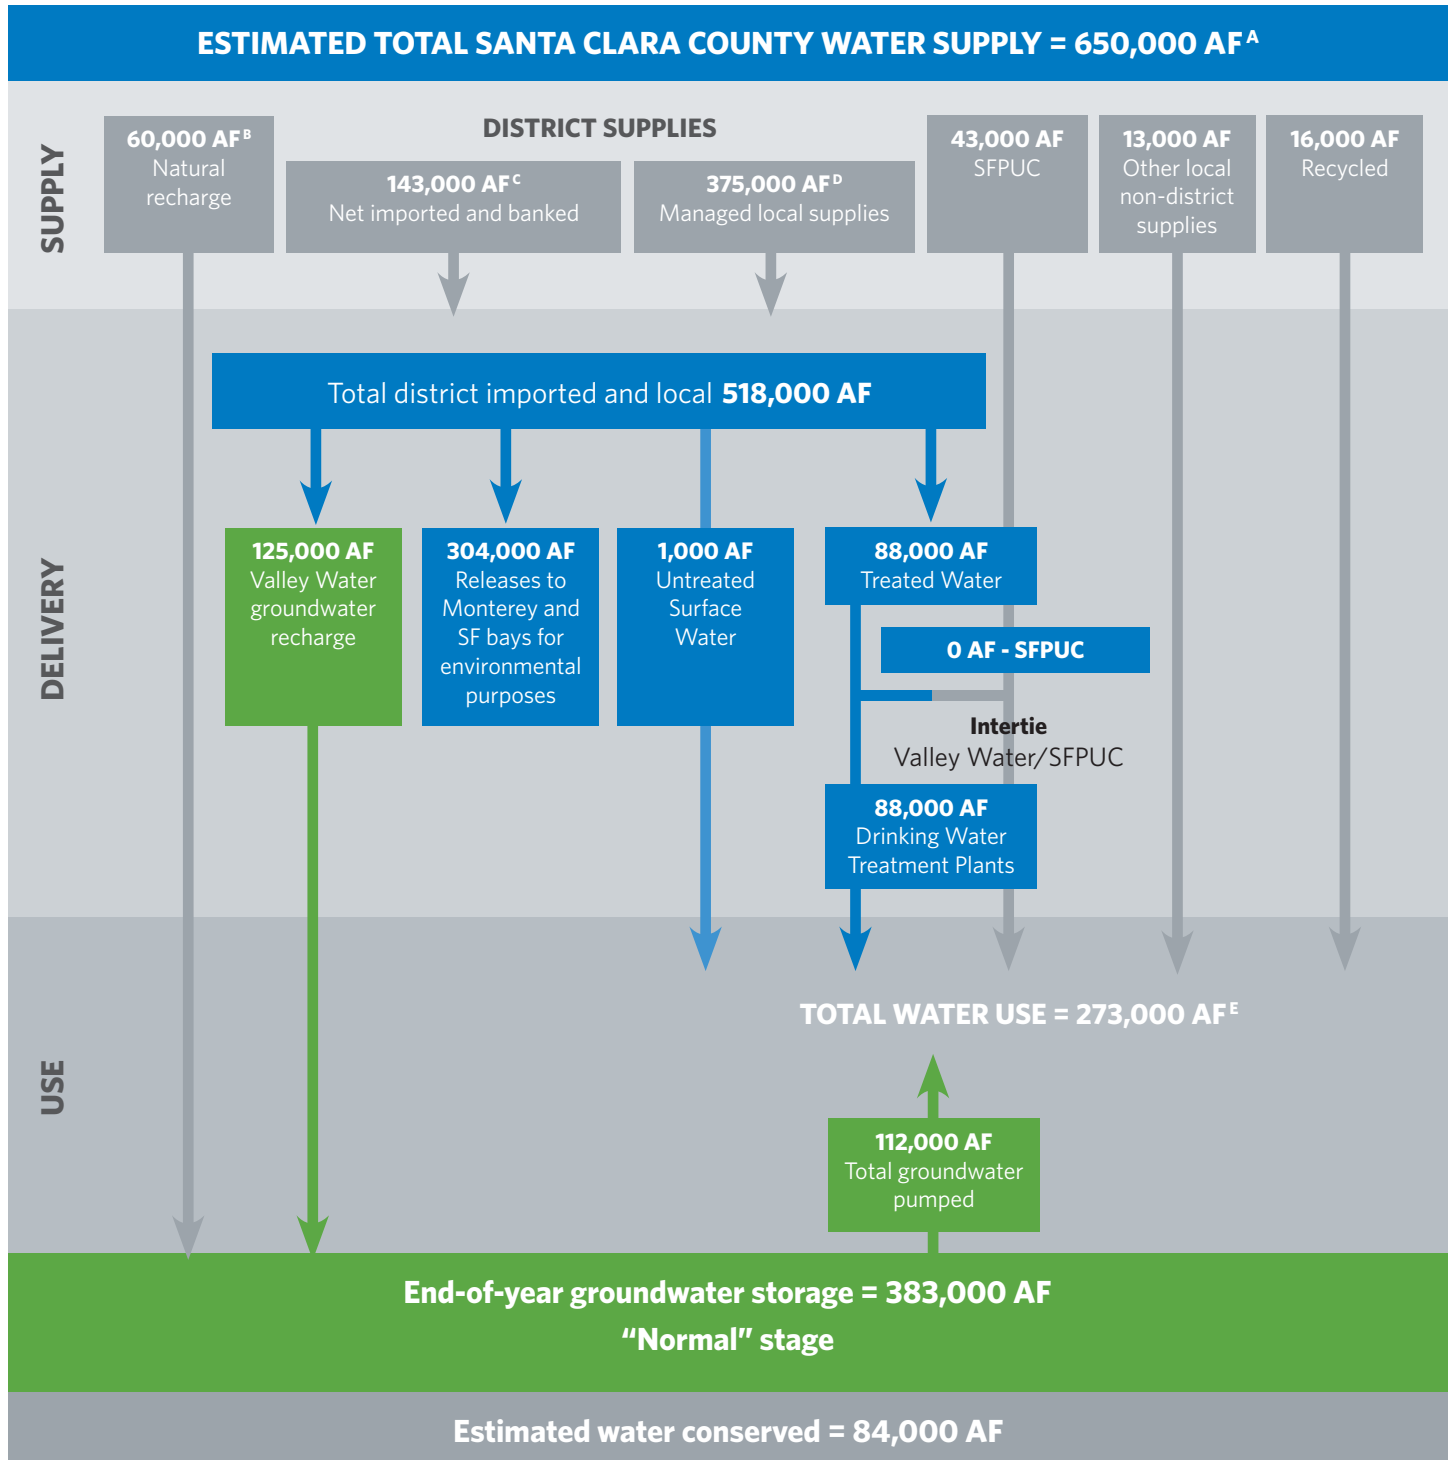 ESTIMATED TOTAL SANTA CLARA COUNTY WATER SUPPLY = 650,000 AF A
SUPPLY
60,000 AF B
Natural
recharge
DISTRICT SUPPLIES
143,000 AF C
Net imported and banked
375,000 AF D
Managed local supplies
43,000 AF
SFPUC
13,000 AF
Other local
non-district
supplies
16,000 AF
Recycled
DELIVERY
Total district imported and local 518,000 AF
125,000 AF
Valley Water
groundwater
recharge
304,000 AF
Releases to
Monterey and
SF bays for
environmental
purposes
1,000 AF
Untreated
Surface
Water
88,000 AF
Treated Water
0 AF - SFPUC
Intertie
Valley Water/SFPUC
88,000 AF
Drinking Water
Treatment Plants
USE
TOTAL WATER USE = 273,000 AF E
112,000 AF
Total groundwater
pumped
End-of-year groundwater storage = 383,000 AF
“Normal” stage
Estimated water conserved = 84,000 AF